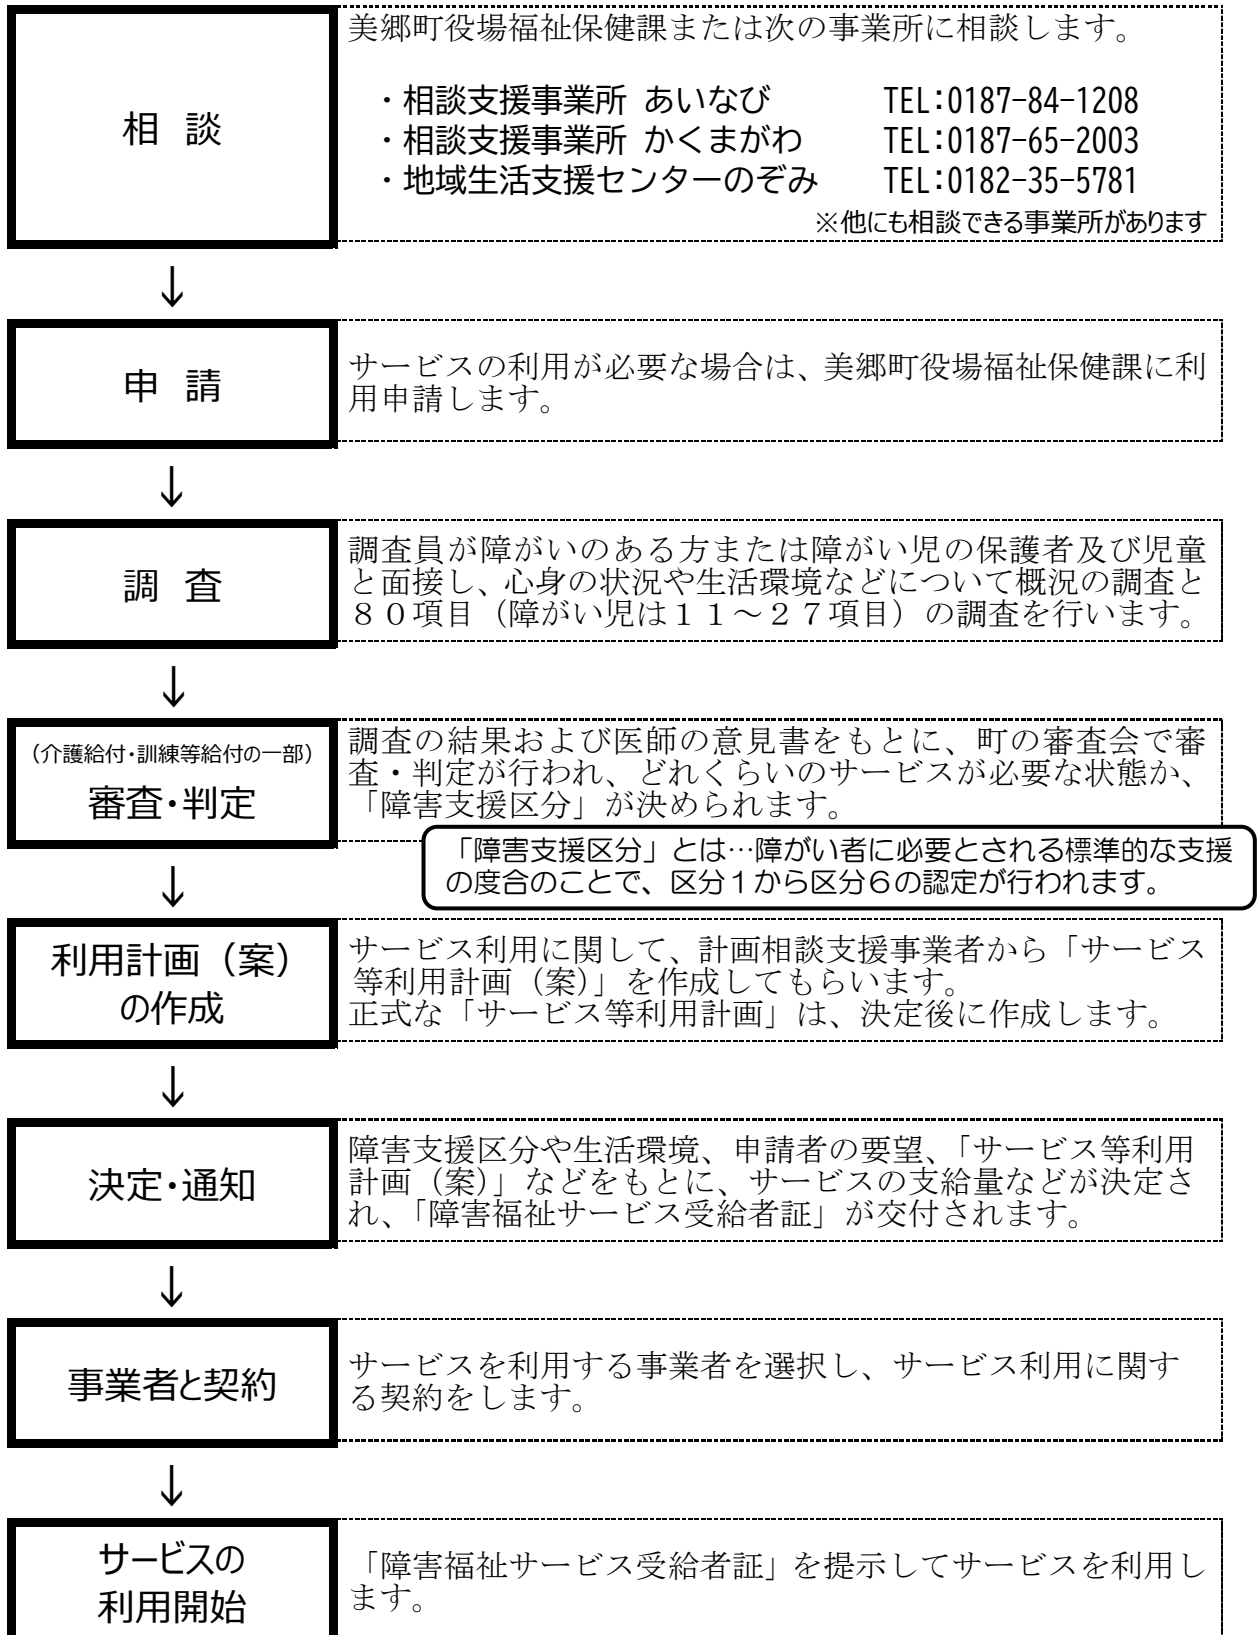 相 談
美郷町役場福祉保健課または次の事業所に相談します。
・相談支援事業所 あいなび TEL:0187-84-1208
・相談支援事業所 かくまがわ TEL:0187-65-2003
・地域生活支援センターのぞみ TEL:0182-35-5781
※他にも相談できる事業所があります
↓
申 請
サービスの利用が必要な場合は、美郷町役場福祉保健課に利
用申請します。
↓
調 査
調査員が障がいのある方または障がい児の保護者及び児童
と面接し、心身の状況や生活環境などについて概況の調査と
80項目(障がい児は11~27項目)の調査を行います。
↓
(介護給付・訓練等給付の一部)
審査・判定
調査の結果および医師の意見書をもとに、町の審査会で審
査・判定が行われ、どれくらいのサービスが必要な状態か、
「障害支援区分」が決められます。
「障害支援区分」とは…障がい者に必要とされる標準的な支援
の度合のことで、区分1から区分6の認定が行われます。
↓
利用計画(案)
の作成
サービス利用に関して、計画相談支援事業者から「サービス
等利用計画(案)」を作成してもらいます。
正式な「サービス等利用計画」は、決定後に作成します。
↓
決定・通知
障害支援区分や生活環境、申請者の要望、「サービス等利用
計画(案)」などをもとに、サービスの支給量などが決定さ
れ、「障害福祉サービス受給者証」が交付されます。
↓
事業者と契約
サービスを利用する事業者を選択し、サービス利用に関す
る契約をします。
↓
サービスの
利用開始
「障害福祉サービス受給者証」を提示してサービスを利用し
ます。